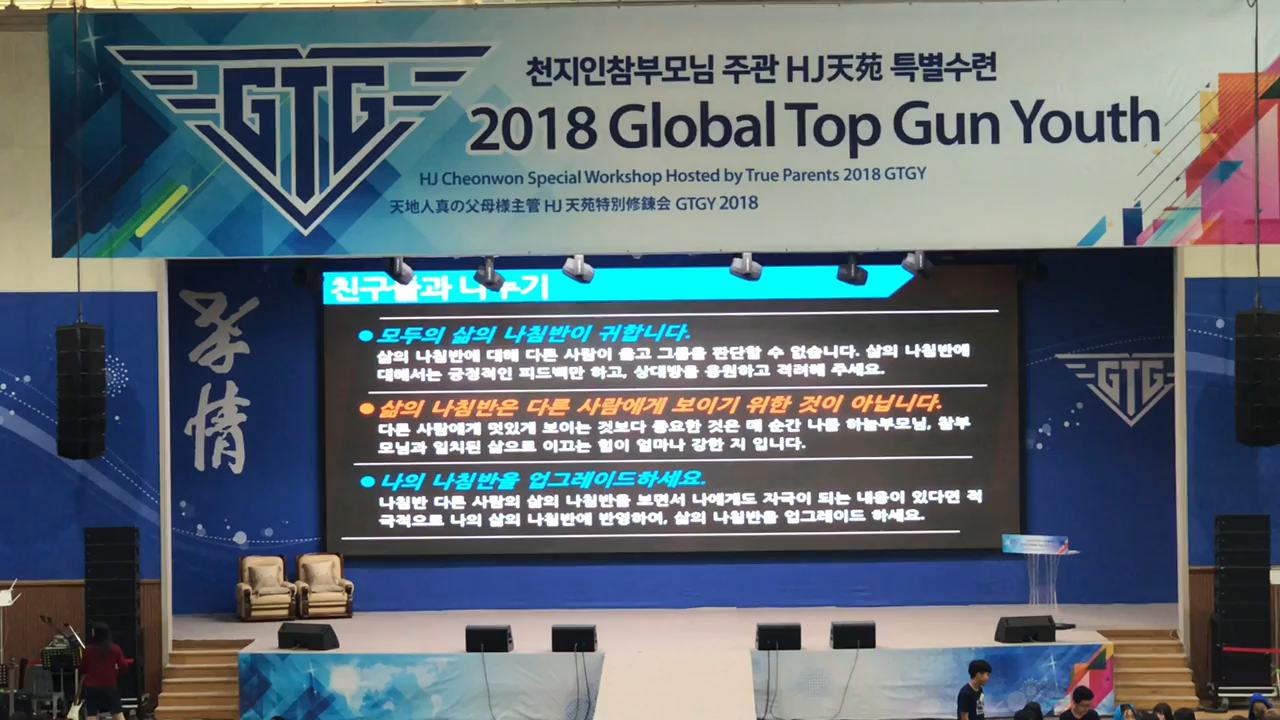 GTG
천지인참부모님 주관 HJ天苑 특별수련
2018 Global Top Gun Youth
HJ Cheonwon Special Workshop Hosted by True Parents 2018 GTGY
天地人真の父母様主管 HJ 天苑特別修錬会 GTGY 2018
친구들과 나누기
모두의 삶의 나침반이 귀합니다.
삶의 나침반에 대해 다른 사람이 옳고 그름을 판단할 수 없습니다. 삶의 나침반에
대해서는 긍정적인 피드백만 하고, 상대방을 응원하고 격려해 주세요.
삶의 나침반은 다른 사람에게 보이기 위한 것이 아닙니다.
다른 사람에게 멋있게 보이는 것보다 중요한 것은 매 순간 나를 하늘부모님, 참부
모님과 일치된 삶으로 이끄는 힘이 얼마나 강한 지 입니다.
나의 나침반을 업그레이드하세요.
나침반 다른 사람의 삶의 나침반을 보면서 나에게도 자극이 되는 내용이 있다면 적
극적으로 나의 삶의 나침반에 반영하여, 삶의 나침반을 업그레이드 하세요.
孝情
GTG